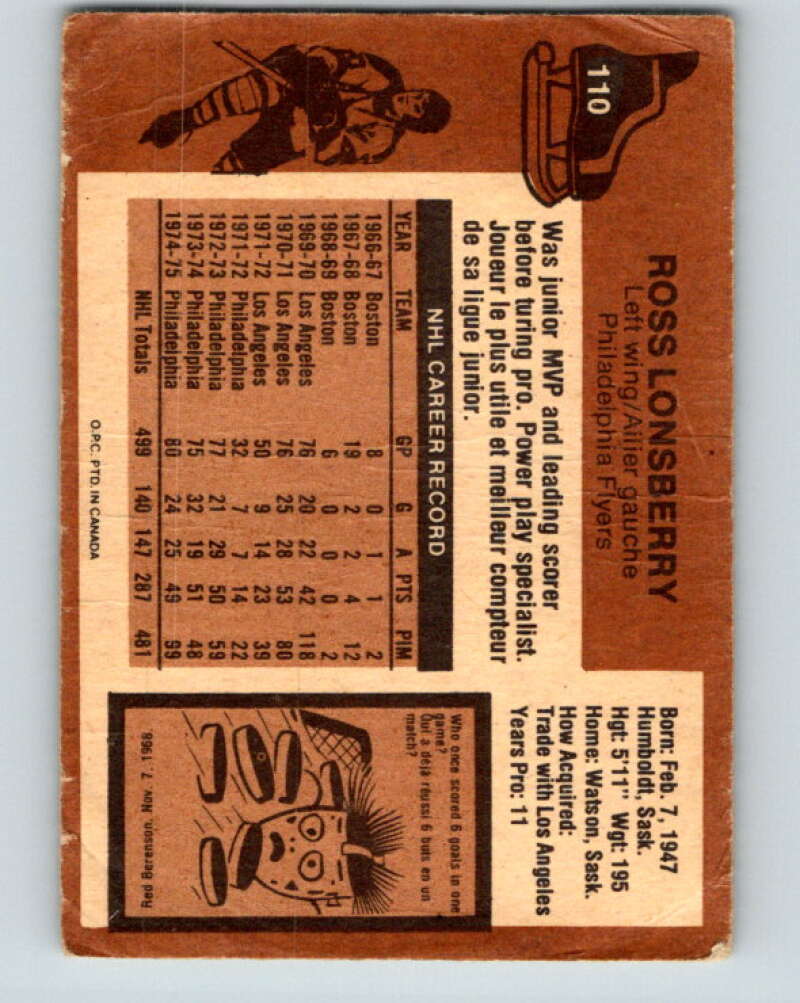 110
ROSS LONSBERRY
Left wing/Ailier gauche
Philadelphia Flyers
Was junior MVP and leading scorer
before turing pro. Power play specialist.
Joueur le plus utile et meilleur compteur
de sa ligue junior.
Born: Feb. 7, 1947
Humboldt, Sask.
Hgt: 5'11" Wgt: 195
Home: Watson, Sask.
How Acquired:
Trade with Los Angeles
Years Pro: 11
NHL CAREER RECORD
YEAR TEAM GP G A PTS PIM
1966-67 Boston 8 0 1 1 2
1967-68 Boston 19 2 2 4 12
1968-69 Boston 6 0 0 0 2
1969-70 Los Angeles 76 20 22 42 118
1970-71 Los Angeles 76 25 28 53 80
1971-72 Los Angeles 50 9 14 23 39
1971-72 Philadelphia 32 7 7 14 22
1972-73 Philadelphia 77 21 29 50 59
1973-74 Philadelphia 75 32 19 51 48
1974-75 Philadelphia 80 24 25 49 99
NHL Totals 499 140 147 287 481
Who once scored 6 goals in one
game?
Qui a déja réussi 6 buts en un
match?
Red Berenson. 7. Nov. 1968.
O.P.C. PTD. IN CANADA